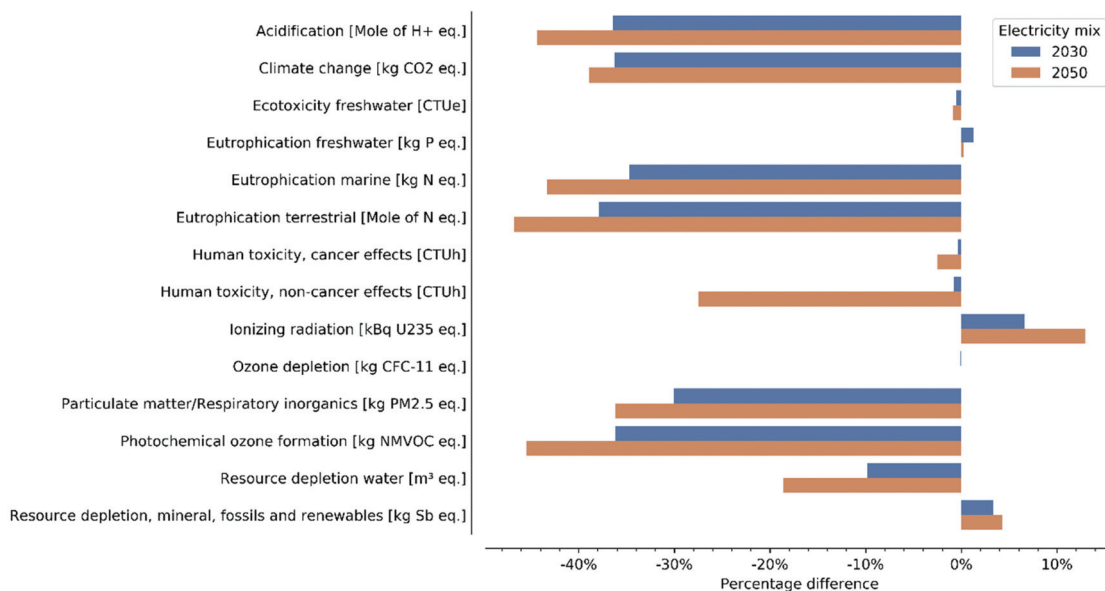 Electricity mix
2030
2050
Acidification [Mole of H+ eq.]
Climate change [kg CO2 eq.]
Ecotoxicity freshwater [CTUe]
Eutrophication freshwater [kg P eq.]
Eutrophication marine [kg N eq.]
Eutrophication terrestrial [Mole of N eq.]
Human toxicity, cancer effects [CTUh]
Human toxicity, non-cancer effects [CTUh]
Ionizing radiation [kBq U235 eq.]
Ozone depletion [kg CFC-11 eq.]
Particulate matter/Respiratory inorganics [kg PM2.5 eq.]
Photochemical ozone formation [kg NMVOC eq.]
Resource depletion water [m³ eq.]
Resource depletion, mineral, fossils and renewables [kg Sb eq.]
-40% -30% -20% -10% 0% 10%
Percentage difference